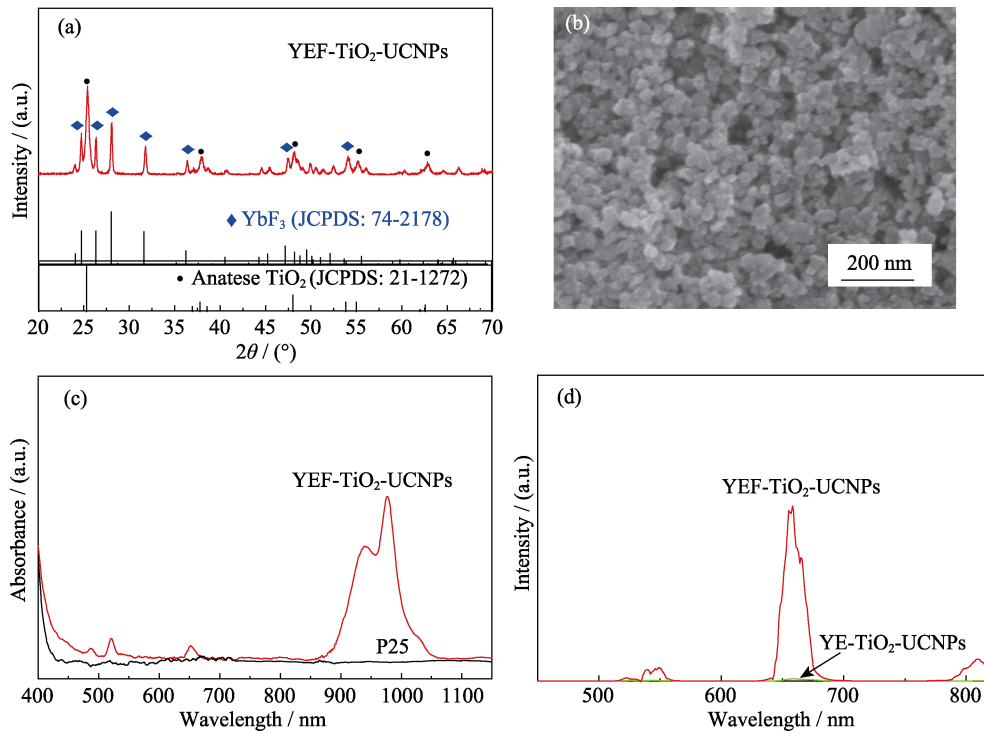 (a)
YEF-TiO₂-UCNPs
Intensity / (a.u.)
◆ YbF₃ (JCPDS: 74-2178)
• Anatese TiO₂ (JCPDS: 21-1272)
20 25 30 35 40 45 50 55 60 65 70
2θ / (°)
(b)
200 nm
(c)
YEF-TiO₂-UCNPs
P25
Absorbance / (a.u.)
400 500 600 700 800 900 1000 1100
Wavelength / nm
(d)
YEF-TiO₂-UCNPs
YE-TiO₂-UCNPs
Intensity / (a.u.)
500 600 700 800
Wavelength / nm